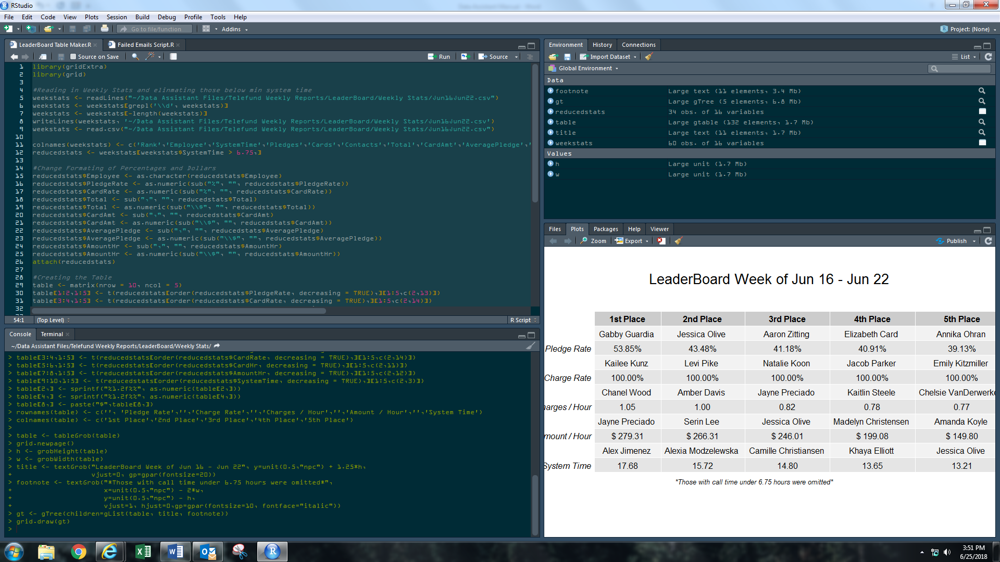 RStudio
File Edit Code View Plots Session Build Debug Profile Tools Help
Go to file/function Addins Project: (None)
LeaderBoard Table Maker.R Failed Emails Script.R
Source on Save Run Source
1 library(gridExtra)
2 library(grid)
3
4 #Reading in Weekly Stats and elinmating those below min system time
5 weekstats <- readLines("~/Data Assistant Files/Telefund Weekly Reports/LeaderBoard/Weekly Stats/Jun16Jun22.csv")
6 weekstats <- weekstats[grepl('\\d', weekstats)]
7 weekstats <- weekstats[-length(weekstats)]
8 writeLines(weekstats, '~/Data Assistant Files/Telefund Weekly Reports/LeaderBoard/Weekly Stats/Jun16Jun22.csv')
9 weekstats <- read.csv("~/Data Assistant Files/Telefund Weekly Reports/LeaderBoard/Weekly Stats/Jun16Jun22.csv")
10
11 colnames(weekstats) <- c('Rank','Employee','SystemTime','Pledges','Cards','Contacts','Total','CardAmt','AveragePledge','
12 reducedstats <- weekstats[weekstats$SystemTime > 6.75,]
13
14 #Change Formating of Percentages and Dollars
15 reducedstats$Employee <- as.character(reducedstats$Employee)
16 reducedstats$PledgeRate <- as.numeric(sub("%", "", reducedstats$PledgeRate))
17 reducedstats$CardRate <- as.numeric(sub("%", "", reducedstats$CardRate))
18 reducedstats$Total <- sub(",", "", reducedstats$Total)
19 reducedstats$Total <- as.numeric(sub("\\$", "", reducedstats$Total))
20 reducedstats$CardAmt <- sub(",", "", reducedstats$CardAmt)
21 reducedstats$CardAmt <- as.numeric(sub("\\$", "", reducedstats$CardAmt))
22 reducedstats$AveragePledge <- sub(",", "", reducedstats$AveragePledge)
23 reducedstats$AveragePledge <- as.numeric(sub("\\$", "", reducedstats$AveragePledge))
24 reducedstats$AmountHr <- sub(",", "", reducedstats$AmountHr)
25 reducedstats$AmountHr <- as.numeric(sub("\\$", "", reducedstats$AmountHr))
26 attach(reducedstats)
27
28 #Creating the Table
29 table <- matrix(nrow = 10, ncol = 5)
30 table[1:2,1:5] <- t(reducedstats[order(reducedstats$PledgeRate, decreasing = TRUE),][1:5,c(2,13)])
31 table[3:4,1:5] <- t(reducedstats[order(reducedstats$CardRate, decreasing = TRUE),][1:5,c(2,14)])
32
54:1 (Top Level) R Script
Console Terminal
~/Data Assistant Files/Telefund Weekly Reports/LeaderBoard/Weekly Stats/
> table[3:4,1:5] <- t(reducedstats[order(reducedstats$CardRate, decreasing = TRUE),][1:5,c(2,14)])
> table[5:6,1:5] <- t(reducedstats[order(reducedstats$CardHr, decreasing = TRUE),][1:5,c(2,11)])
> table[7:8,1:5] <- t(reducedstats[order(reducedstats$AmountHr, decreasing = TRUE),][1:5,c(2,12)])
> table[9:10,1:5] <- t(reducedstats[order(reducedstats$SystemTime, decreasing = TRUE),][1:5,c(2,3)])
> table[2,] <- sprintf("%1.2f%%", as.numeric(table[2,]))
> table[4,] <- sprintf("%1.2f%%", as.numeric(table[4,]))
> table[8,] <- paste("$",table[8,])
> rownames(table) <- c('', 'Pledge Rate','','Charge Rate','','Charges / Hour','','Amount / Hour','','System Time')
> colnames(table) <- c('1st Place','2nd Place','3rd Place','4th Place','5th Place')
>
> table <- tableGrob(table)
> grid.newpage()
> h <- grobHeight(table)
> w <- grobWidth(table)
> title <- textGrob("LeaderBoard Week of Jun 16 - Jun 22", y=unit(0.5,"npc") + 1.25*h,
+ vjust=0, gp=gpar(fontsize=20))
> footnote <- textGrob("*Those with call time under 6.75 hours were omitted*",
+ x=unit(0.5,"npc") - 2*w,
+ y=unit(0.5,"npc") - h,
+ vjust=1, hjust=0,gp=gpar(fontsize=10, fontface="italic"))
> gt <- gTree(children=gList(table, title, footnote))
> grid.draw(gt)
>
Environment History Connections
Import Dataset List
Global Environment
Data
footnote Large text (11 elements, 3.4 Mb)
gt Large gTree (5 elements, 6.8 Mb)
reducedstats 34 obs. of 16 variables
table Large gtable (132 elements, 1.7 Mb)
title Large text (11 elements, 1.7 Mb)
weekstats 60 obs. of 16 variables
Values
h Large unit (1.7 Mb)
w Large unit (1.7 Mb)
Files Plots Packages Help Viewer
Zoom Export Publish
LeaderBoard Week of Jun 16 - Jun 22
1st Place 2nd Place 3rd Place 4th Place 5th Place
Gabby Guardia Jessica Olive Aaron Zitting Elizabeth Card Annika Ohran
Pledge Rate 53.85% 43.48% 41.18% 40.91% 39.13%
Kailee Kunz Levi Pike Natalie Koon Jacob Parker Emily Kitzmiller
Charge Rate 100.00% 100.00% 100.00% 100.00% 100.00%
Chanel Wood Amber Davis Jayne Preciado Kaitlin Steele Chelsie VanDerwerke
harges / Hour 1.05 1.00 0.82 0.78 0.77
Jayne Preciado Serin Lee Jessica Olive Madelyn Christensen Amanda Koyle
mount / Hour $ 279.31 $ 266.31 $ 246.01 $ 199.08 $ 149.80
Alex Jimenez Alexia Modzelewska Camille Christiansen Khaya Elliott Jessica Olive
System Time 17.68 15.72 14.80 13.65 13.21
*Those with call time under 6.75 hours were omitted*
3:51 PM
6/25/2018